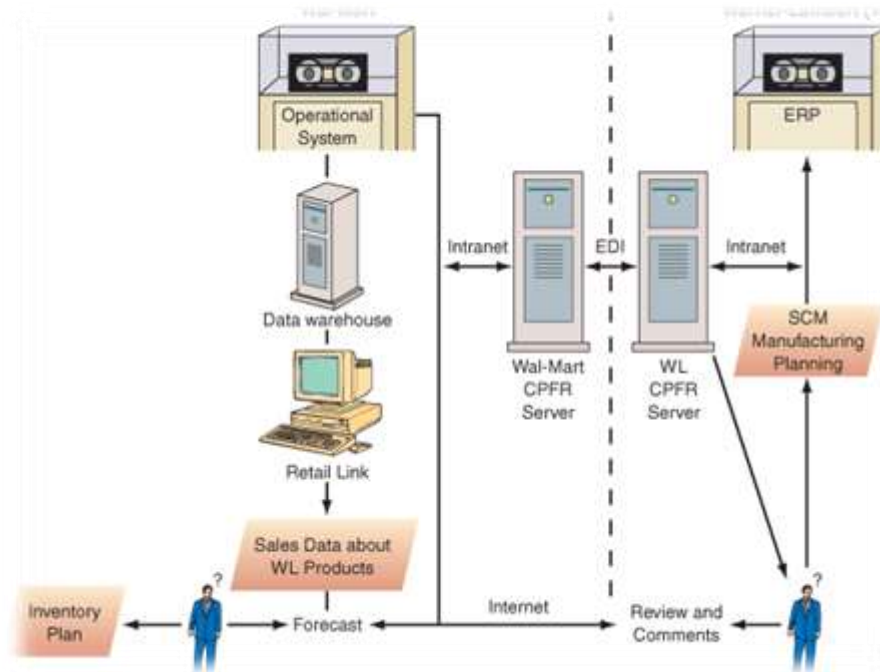 Operational
System
ERP
Intranet
EDI
Intranet
Data warehouse
SCM
Manufacturing
Planning
Wal-Mart
CPFR
Server
WL
CPFR
Server
Retail Link
Sales Data about
WL Products
?
?
Inventory
Plan
Forecast
Internet
Review and
Comments